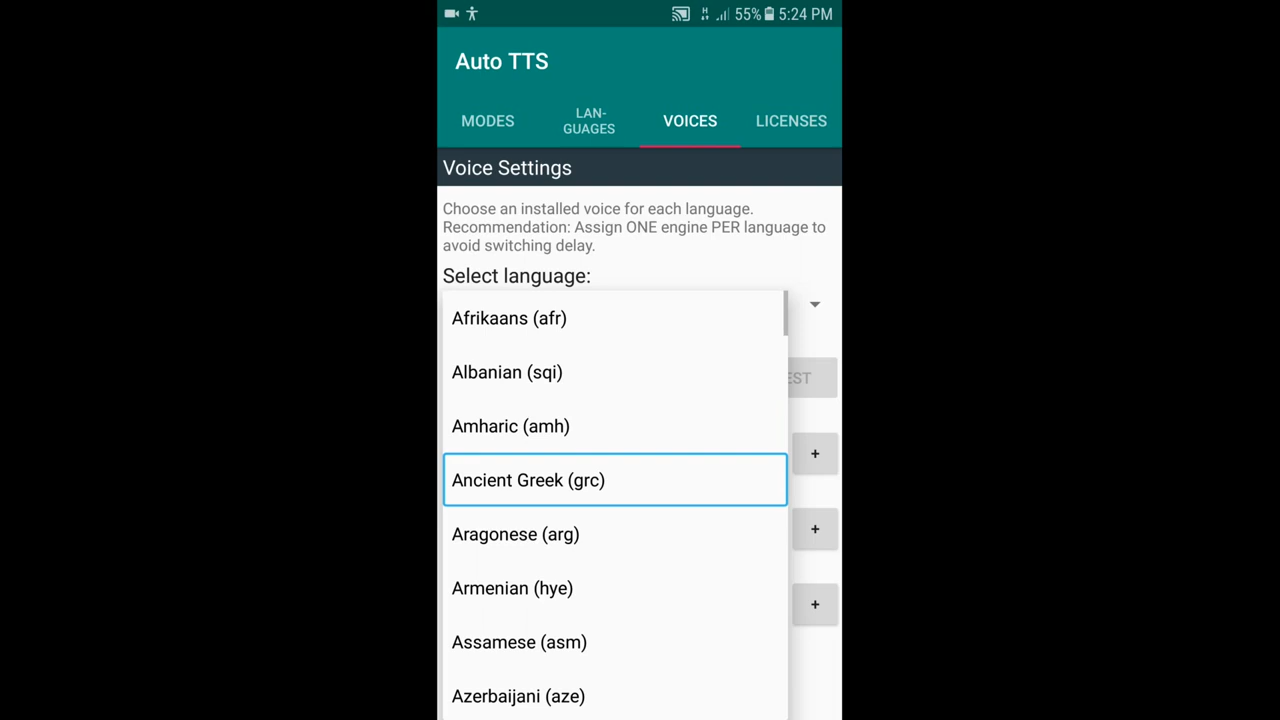 55% 5:24 PM
Auto TTS
MODES
LAN-
GUAGES
VOICES
LICENSES
Voice Settings
Choose an installed voice for each language.
Recommendation: Assign ONE engine PER language to
avoid switching delay.
Select language:
Afrikaans (afr)
Albanian (sqi)
EST
Amharic (amh)
+
Ancient Greek (grc)
Aragonese (arg)
+
Armenian (hye)
+
Assamese (asm)
Azerbaijani (aze)